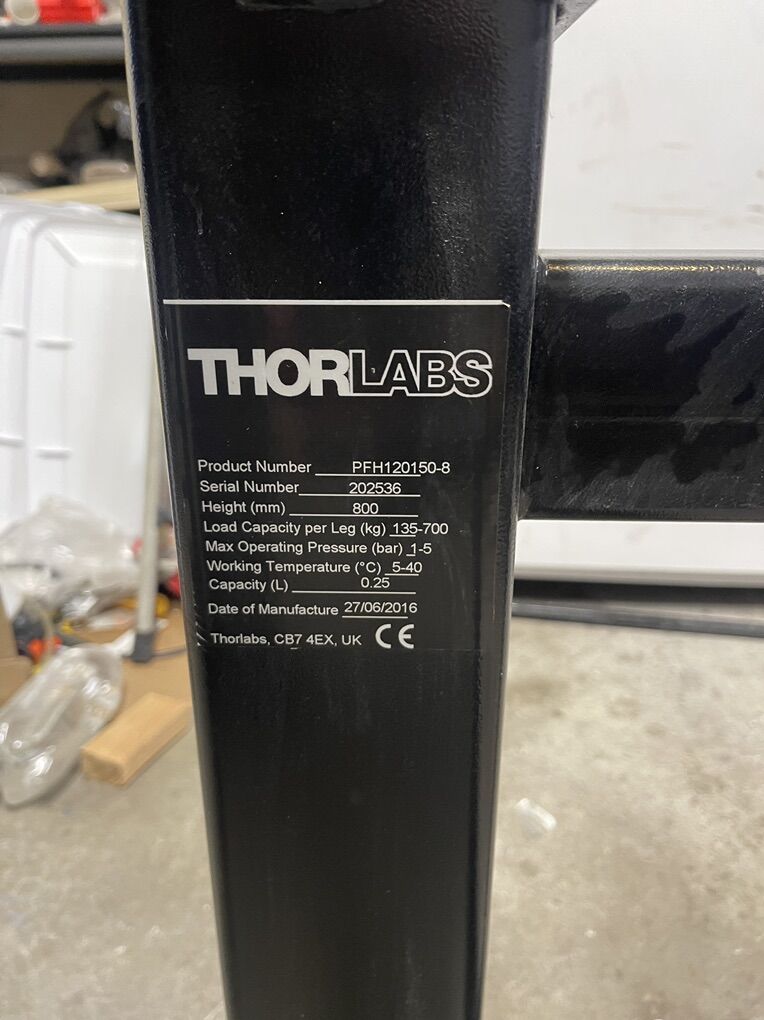 THORLABS
Product Number PFH120150-8
Serial Number 202536
Height (mm) 800
Load Capacity per Leg (kg) 135-700
Max Operating Pressure (bar) 1-5
Working Temperature (°C) 5-40
Capacity (L) 0.25
Date of Manufacture 27/06/2016
Thorlabs, CB7 4EX, UK CE